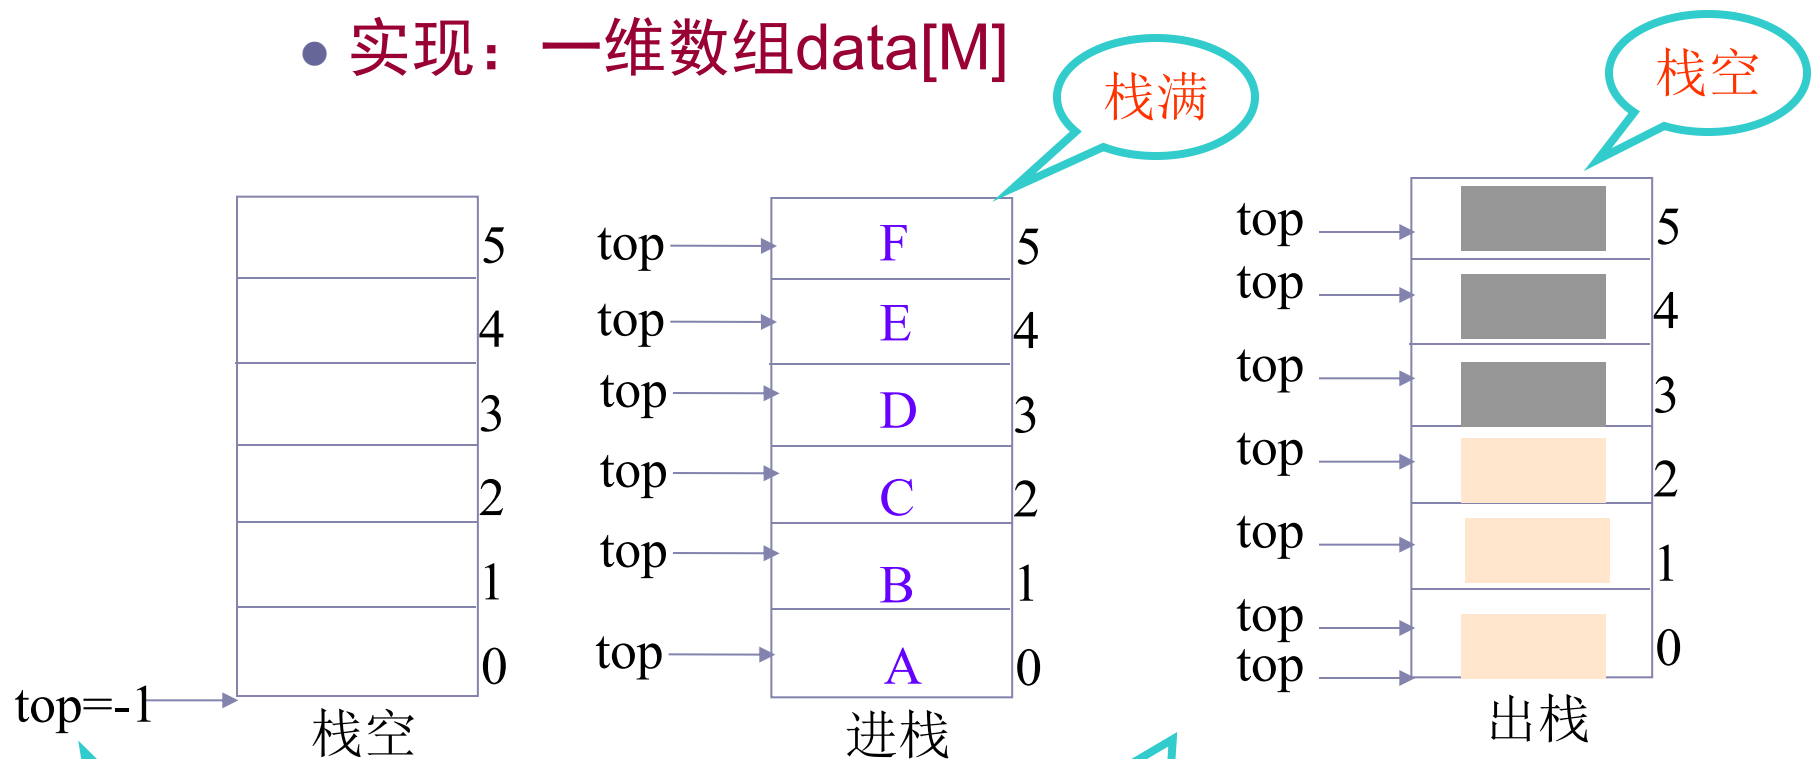 • 实现：一维数组data[M]
栈满
栈空
5
4
3
2
1
0
top=-1
栈空
top F 5
top E 4
top D 3
top C 2
top B 1
top A 0
进栈
top 5
top 4
top 3
top 2
top 1
top 0
top
出栈